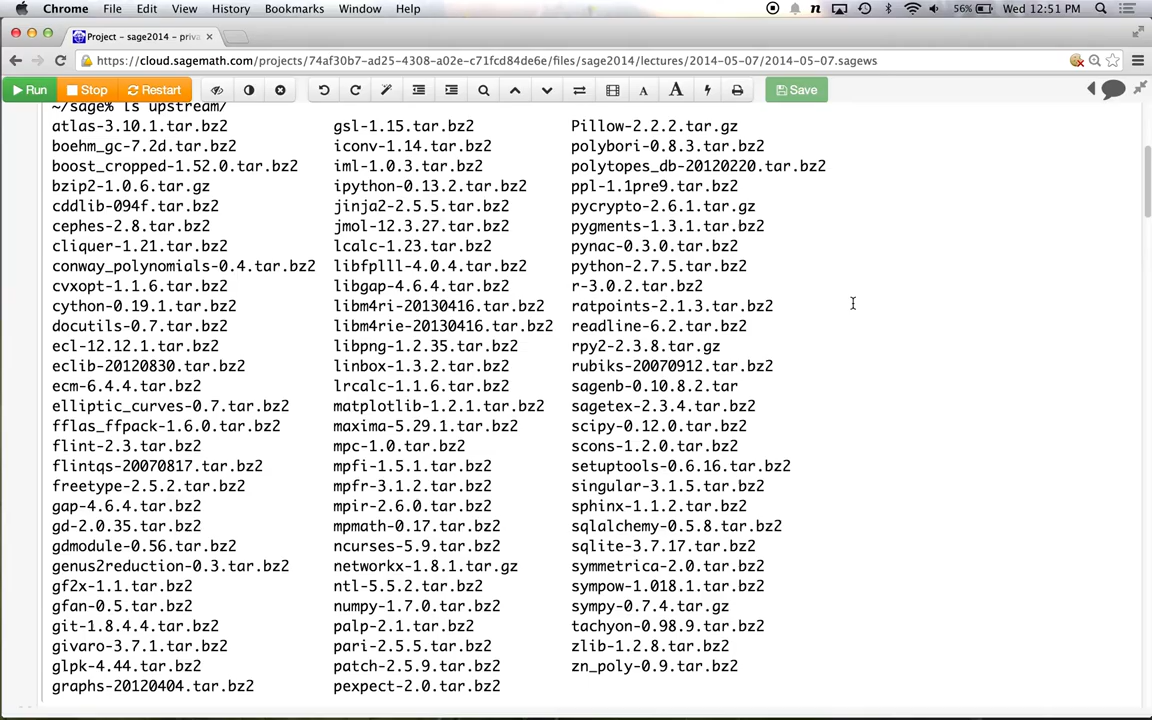 Chrome File Edit View History Bookmarks Window Help 56% Wed 12:51 PM
Project – sage2014 – priva
https://cloud.sagemath.com/projects/74af30b7-ad25-4308-a02e-c71fcd84de6e/files/sage2014/lectures/2014-05-07/2014-05-07.sagews
Run Stop Restart A A Save
~/sage% ls upstream/
atlas-3.10.1.tar.bz2 gsl-1.15.tar.bz2 Pillow-2.2.2.tar.gz
boehm_gc-7.2d.tar.bz2 iconv-1.14.tar.bz2 polybori-0.8.3.tar.bz2
boost_cropped-1.52.0.tar.bz2 iml-1.0.3.tar.bz2 polytopes_db-20120220.tar.bz2
bzip2-1.0.6.tar.gz ipython-0.13.2.tar.bz2 ppl-1.1pre9.tar.bz2
cddlib-094f.tar.bz2 jinja2-2.5.5.tar.bz2 pycrypto-2.6.1.tar.gz
cephes-2.8.tar.bz2 jmol-12.3.27.tar.bz2 pygments-1.3.1.tar.bz2
cliquer-1.21.tar.bz2 lcalc-1.23.tar.bz2 pynac-0.3.0.tar.bz2
conway_polynomials-0.4.tar.bz2 libfplll-4.0.4.tar.bz2 python-2.7.5.tar.bz2
cvxopt-1.1.6.tar.bz2 libgap-4.6.4.tar.bz2 r-3.0.2.tar.bz2
cython-0.19.1.tar.bz2 libm4ri-20130416.tar.bz2 ratpoints-2.1.3.tar.bz2
docutils-0.7.tar.bz2 libm4rie-20130416.tar.bz2 readline-6.2.tar.bz2
ecl-12.12.1.tar.bz2 libpng-1.2.35.tar.bz2 rpy2-2.3.8.tar.gz
eclib-20120830.tar.bz2 linbox-1.3.2.tar.bz2 rubiks-20070912.tar.bz2
ecm-6.4.4.tar.bz2 lrcalc-1.1.6.tar.bz2 sagenb-0.10.8.2.tar
elliptic_curves-0.7.tar.bz2 matplotlib-1.2.1.tar.bz2 sagetex-2.3.4.tar.bz2
fflas_ffpack-1.6.0.tar.bz2 maxima-5.29.1.tar.bz2 scipy-0.12.0.tar.bz2
flint-2.3.tar.bz2 mpc-1.0.tar.bz2 scons-1.2.0.tar.bz2
flintqs-20070817.tar.bz2 mpfi-1.5.1.tar.bz2 setuptools-0.6.16.tar.bz2
freetype-2.5.2.tar.bz2 mpfr-3.1.2.tar.bz2 singular-3.1.5.tar.bz2
gap-4.6.4.tar.bz2 mpir-2.6.0.tar.bz2 sphinx-1.1.2.tar.bz2
gd-2.0.35.tar.bz2 mpmath-0.17.tar.bz2 sqlalchemy-0.5.8.tar.bz2
gdmodule-0.56.tar.bz2 ncurses-5.9.tar.bz2 sqlite-3.7.17.tar.bz2
genus2reduction-0.3.tar.bz2 networkx-1.8.1.tar.gz symmetrica-2.0.tar.bz2
gf2x-1.1.tar.bz2 ntl-5.5.2.tar.bz2 sympow-1.018.1.tar.bz2
gfan-0.5.tar.bz2 numpy-1.7.0.tar.bz2 sympy-0.7.4.tar.gz
git-1.8.4.4.tar.bz2 palp-2.1.tar.bz2 tachyon-0.98.9.tar.bz2
givaro-3.7.1.tar.bz2 pari-2.5.5.tar.bz2 zlib-1.2.8.tar.bz2
glpk-4.44.tar.bz2 patch-2.5.9.tar.bz2 zn_poly-0.9.tar.bz2
graphs-20120404.tar.bz2 pexpect-2.0.tar.bz2